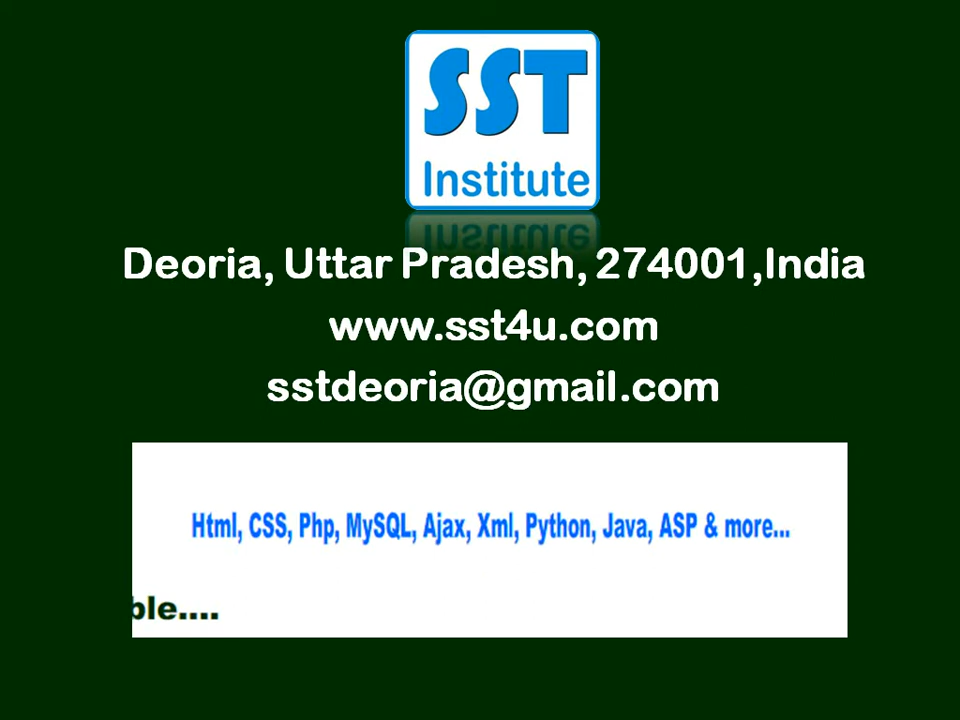 SST
Institute
Deoria, Uttar Pradesh, 274001,India
www.sst4u.com
sstdeoria@gmail.com
Html, CSS, Php, MySQL, Ajax, Xml, Python, Java, ASP & more...
ble....